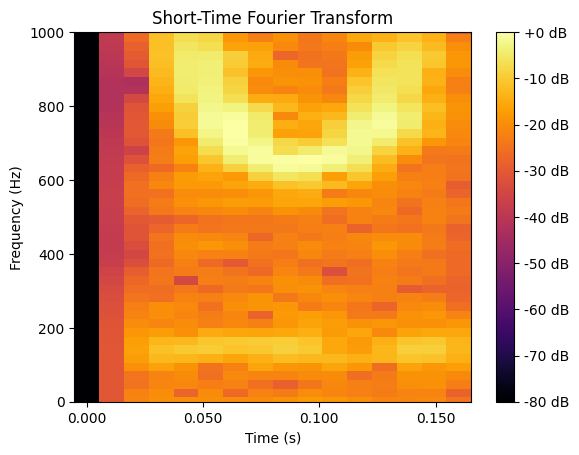 Short-Time Fourier Transform
Frequency (Hz)
1000
800
600
400
200
0
0.000
0.050
0.100
0.150
Time (s)
+0 dB
-10 dB
-20 dB
-30 dB
-40 dB
-50 dB
-60 dB
-70 dB
-80 dB